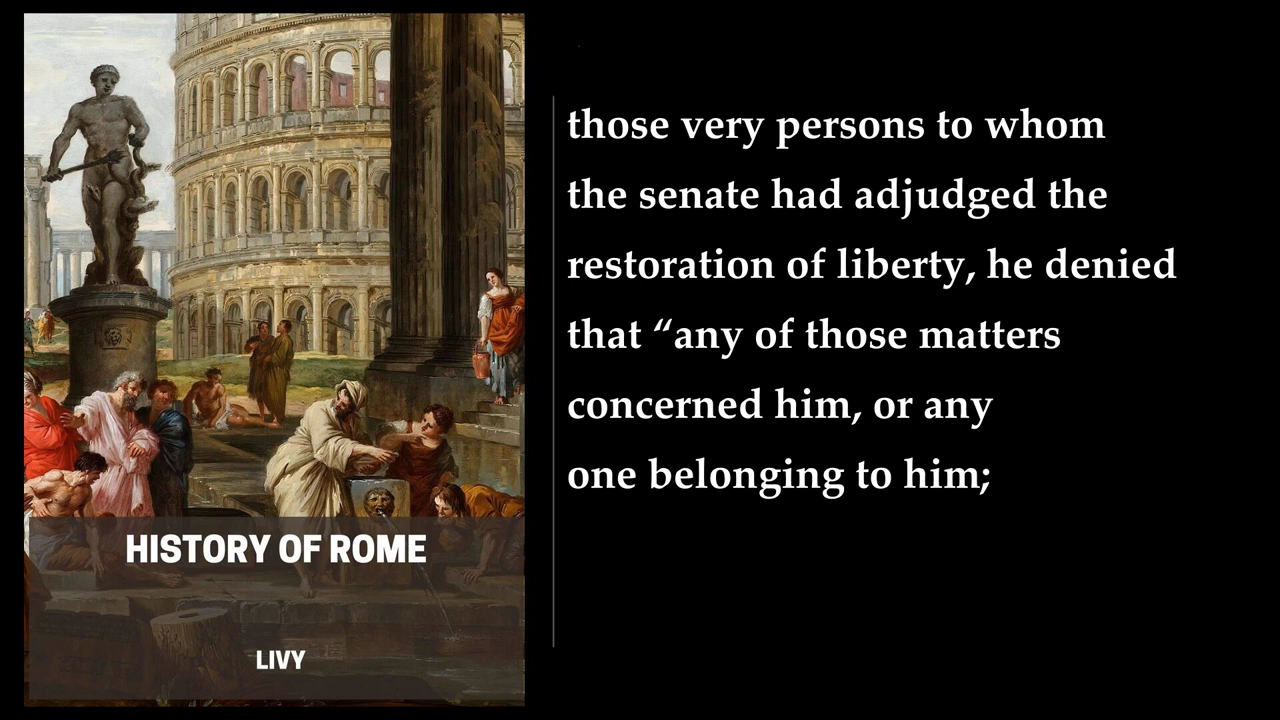 HISTORY OF ROME
LIVY
those very persons to whom
the senate had adjudged the
restoration of liberty, he denied
that “any of those matters
concerned him, or any
one belonging to him;